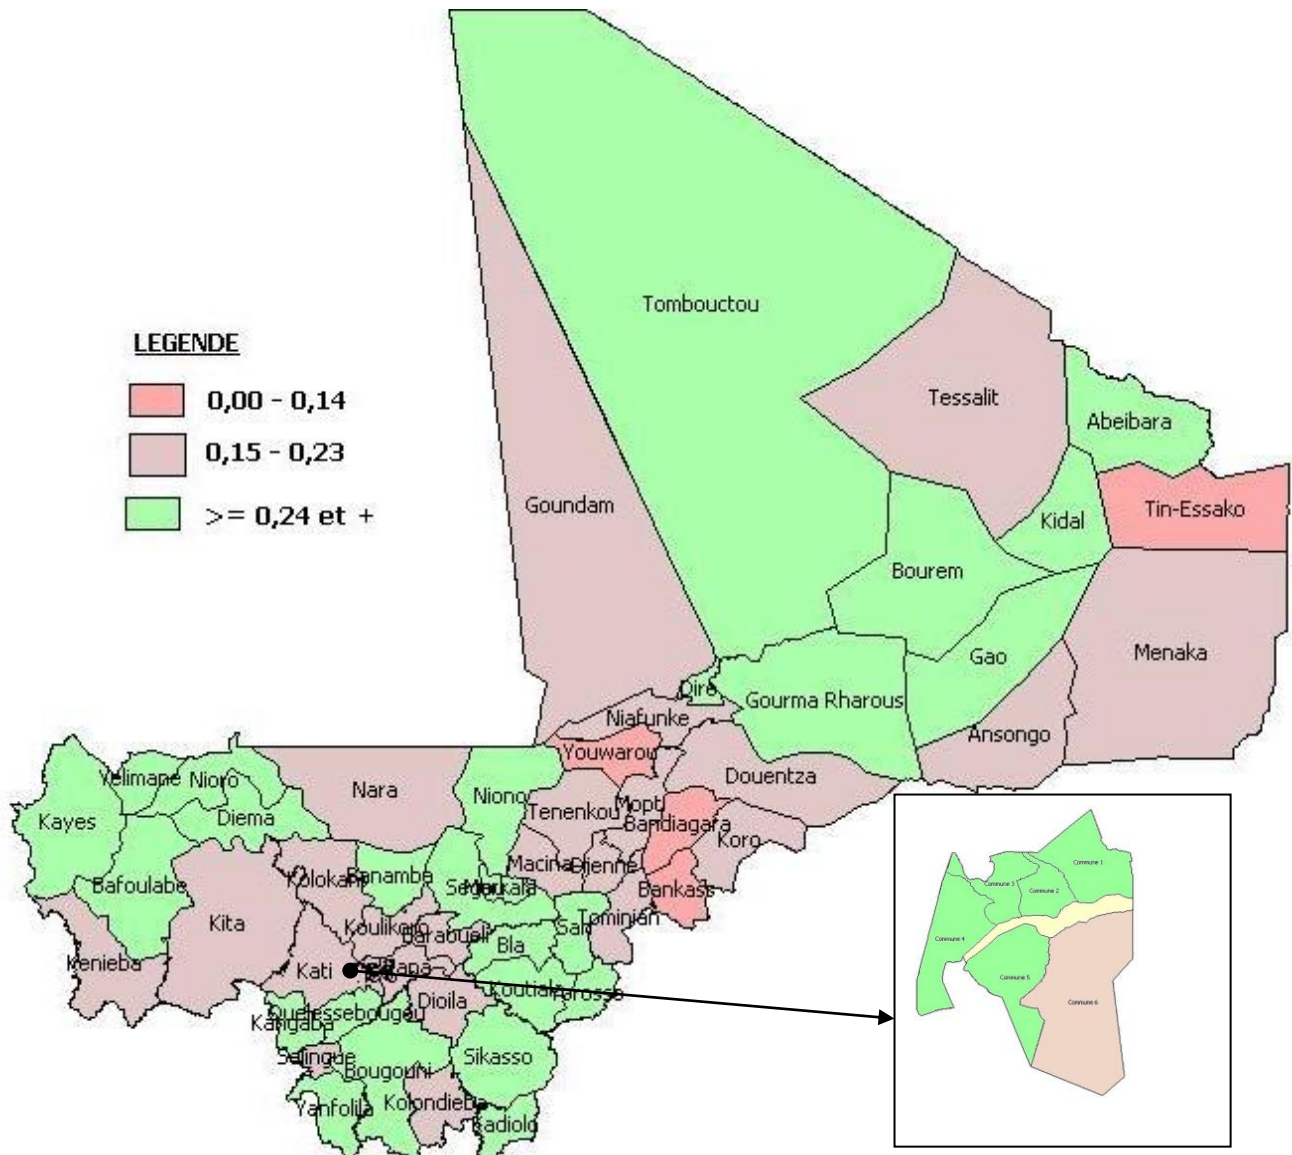 Tombouctou
LEGENDE
0,00 - 0,14
0,15 - 0,23
>= 0,24 et +
Tessalit
Abeibara
Goundam
Tin-Essako
Kidal
Bourem
Menaka
Gao
Dire
Gourma Rharous
Niafunke
Ansongo
Youwarou
Douentza
Yelimane
Nioro
Nara
Niono
Tenenkou
Mopti
Kayes
Diema
Bandiagara
Koro
Macina
Djenne
Bafoulabe
Kolokani
Banamba
Segou
Markala
Bankass
Kita
Koulikoro
Baraoueli
San
Tominian
Bla
Kenieba
Kati
Fana
Dioila
Koutiala
Yorosso
Ouelessebougou
Kangaba
Selingue
Bougouni
Sikasso
Yanfolila
Kolondieba
Kadiolo
Commune 1
Commune 3
Commune 2
Commune 4
Commune 5
Commune 6